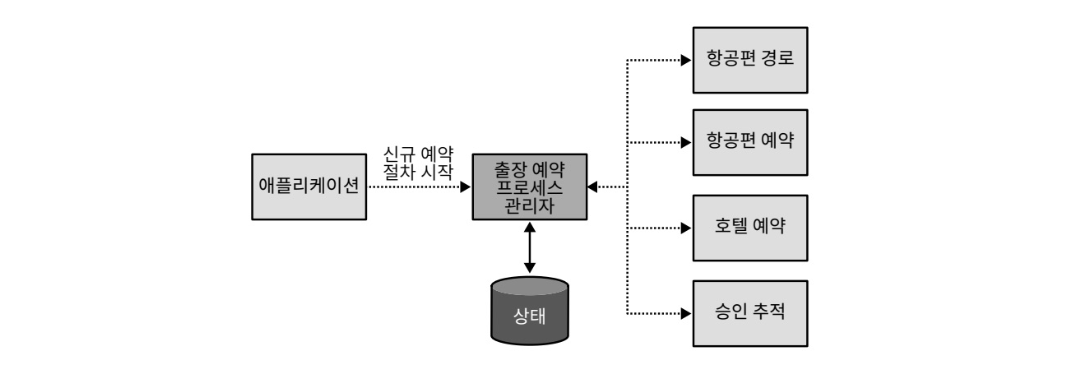 애플리케이션
신규 예약
절차 시작
출장 예약
프로세스
관리자
상태
항공편 경로
항공편 예약
호텔 예약
승인 추적